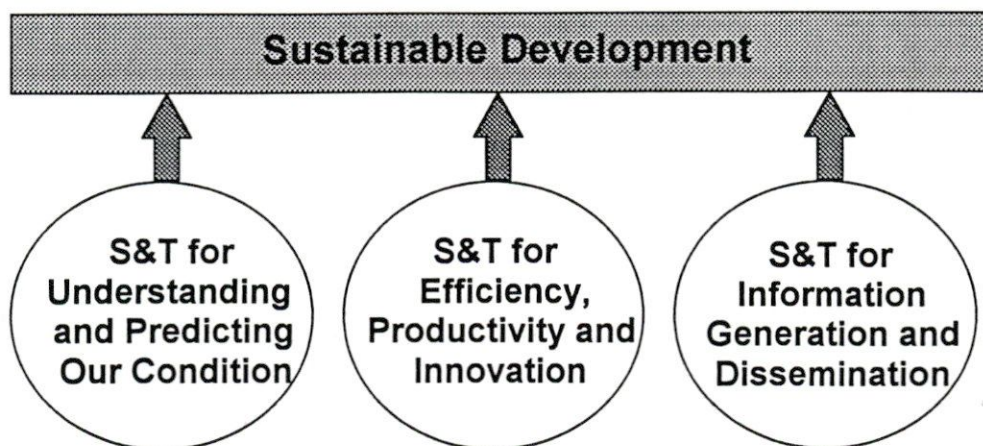 Sustainable Development
S&T for
Understanding
and Predicting
Our Condition
S&T for
Efficiency,
Productivity and
Innovation
S&T for
Information
Generation and
Dissemination